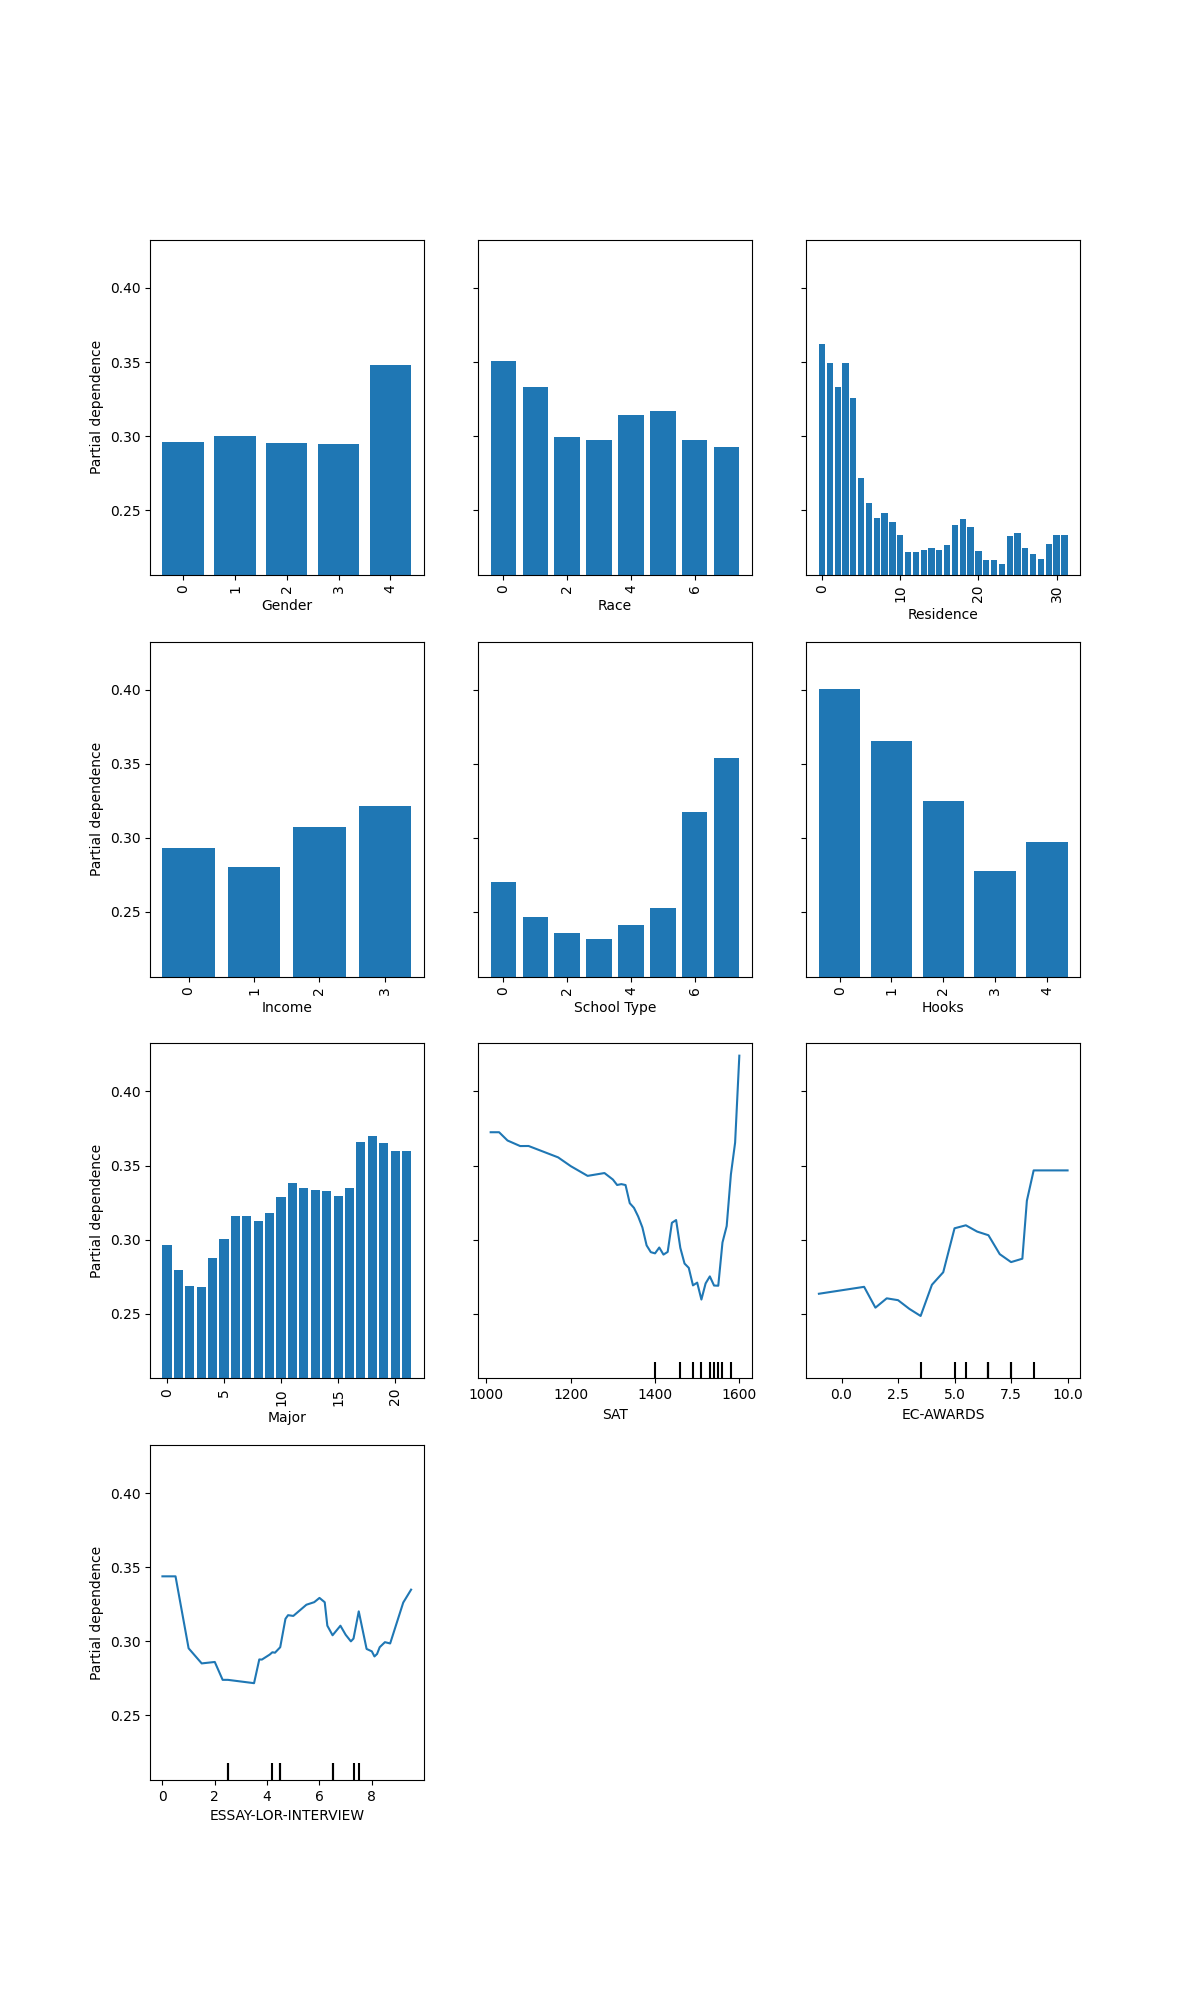 0.40
0.35
0.30
0.25
Partial dependence
0 1 2 3 4
Gender
0 2 4 6
Race
0 10 20 30
Residence
0.40
0.35
0.30
0.25
Partial dependence
0 1 2 3
Income
0 2 4 6
School Type
0 1 2 3 4
Hooks
0.40
0.35
0.30
0.25
Partial dependence
0 5 10 15 20
Major
1000 1200 1400 1600
SAT
0.0 2.5 5.0 7.5 10.0
EC-AWARDS
0.40
0.35
0.30
0.25
Partial dependence
0 2 4 6 8
ESSAY-LOR-INTERVIEW